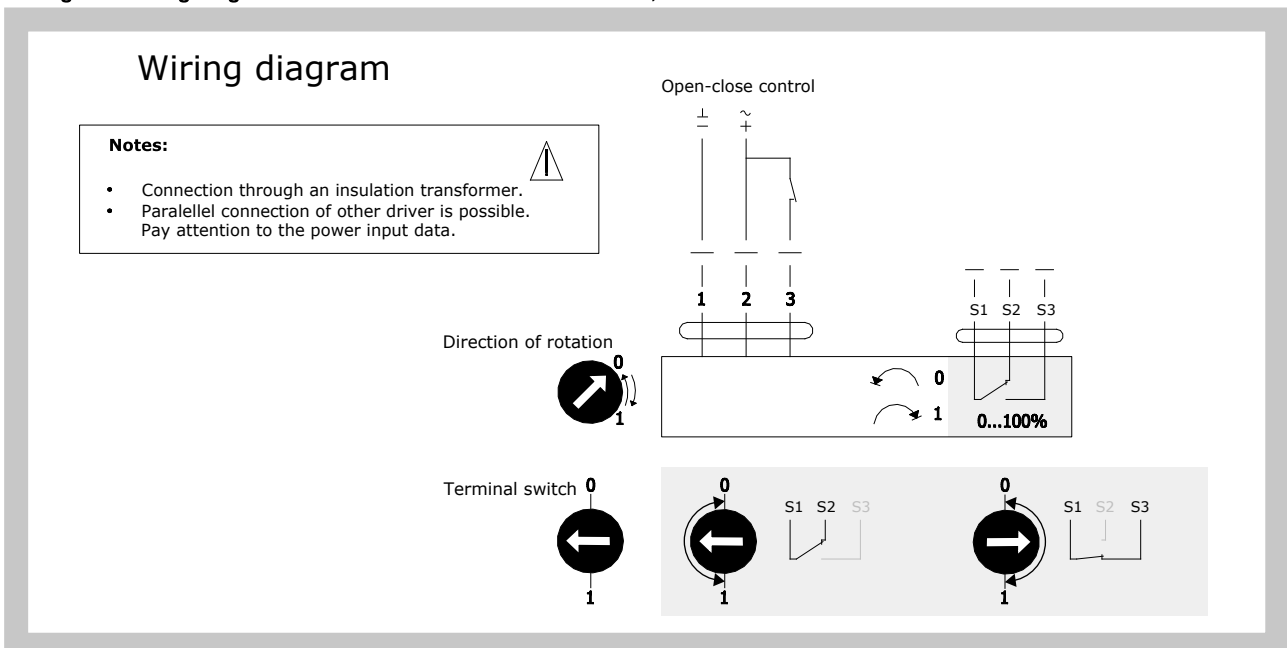 Wiring diagram
Notes:
• Connection through an insulation transformer.
• Paralellel connection of other driver is possible.
Pay attention to the power input data.
Open-close control
⊥ ~
− +
1 2 3
S1 S2 S3
Direction of rotation
0
1
0
1
0...100%
Terminal switch 0
1
0
1
S1 S2 S3
0
1
S1 S2 S3